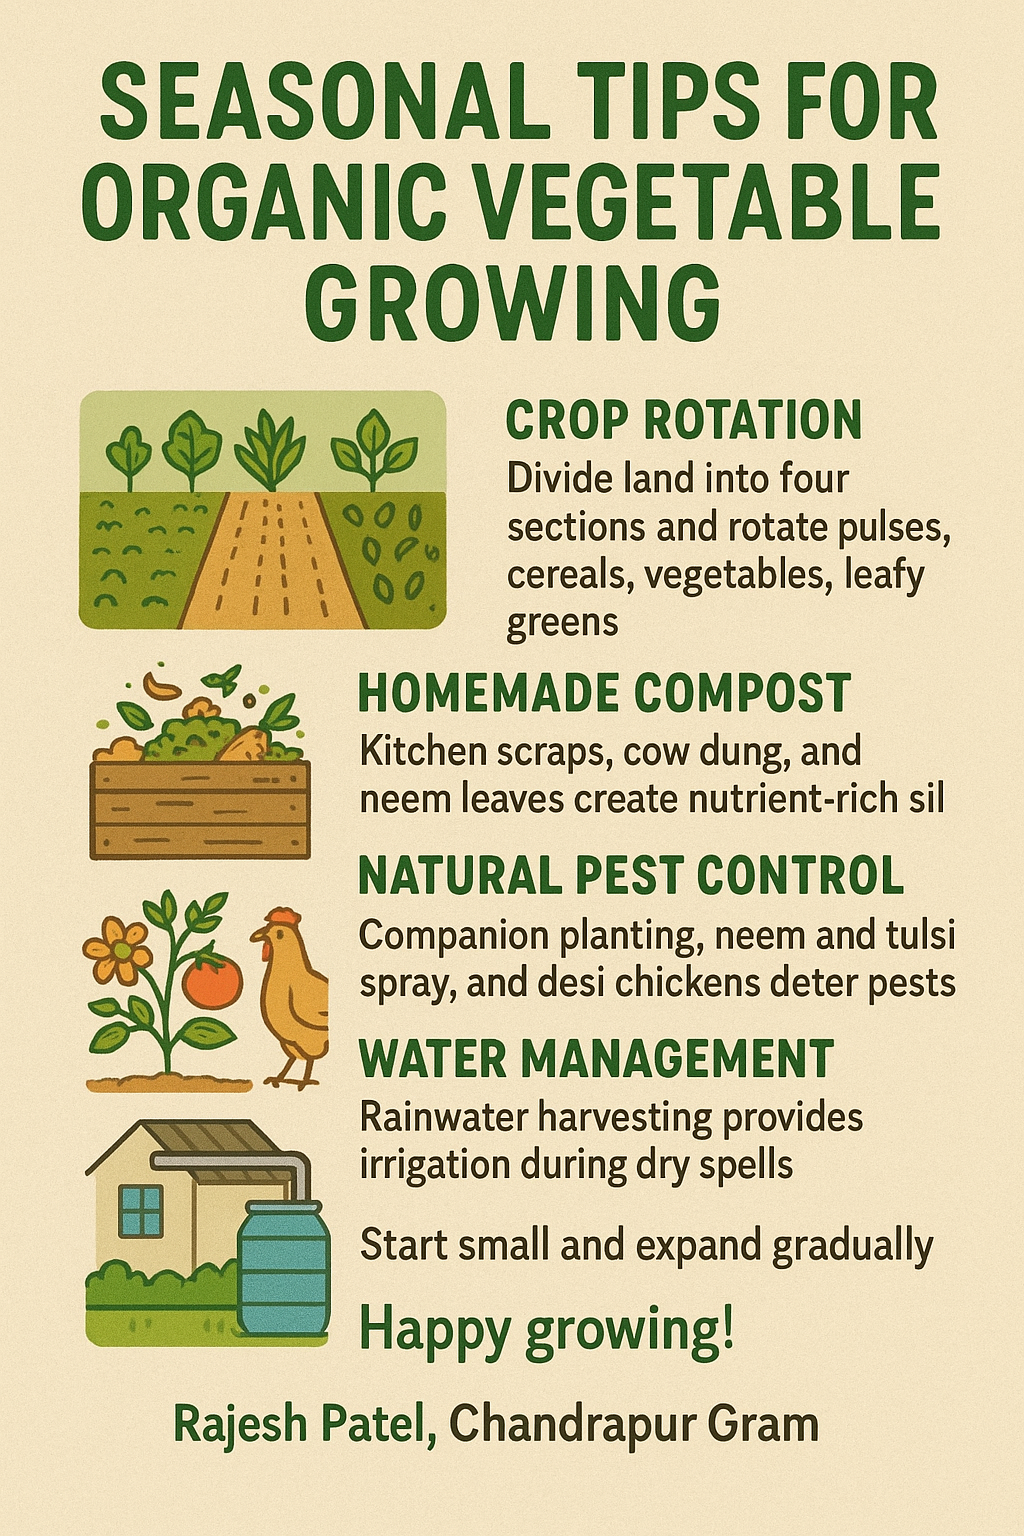 SEASONAL TIPS FOR
ORGANIC VEGETABLE
GROWING
CROP ROTATION
Divide land into four
sections and rotate pulses,
cereals, vegetables, leafy
greens
HOMEMADE COMPOST
Kitchen scraps, cow dung, and
neem leaves create nutrient-rich sil
NATURAL PEST CONTROL
Companion planting, neem and tulsi
spray, and desi chickens deter pests
WATER MANAGEMENT
Rainwater harvesting provides
irrigation during dry spells
Start small and expand gradually
Happy growing!
Rajesh Patel, Chandrapur Gram